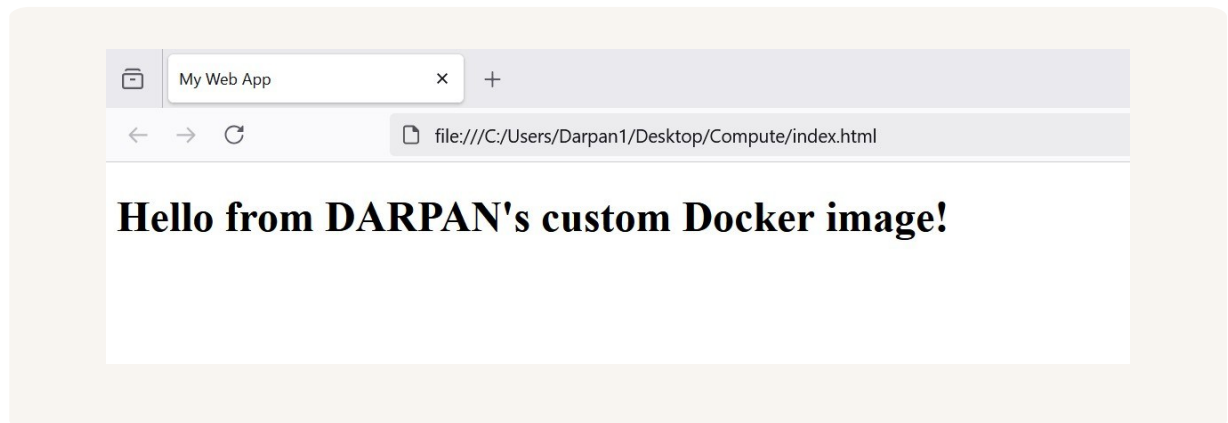 My Web App
file:///C:/Users/Darpan1/Desktop/Compute/index.html
Hello from DARPAN's custom Docker image!